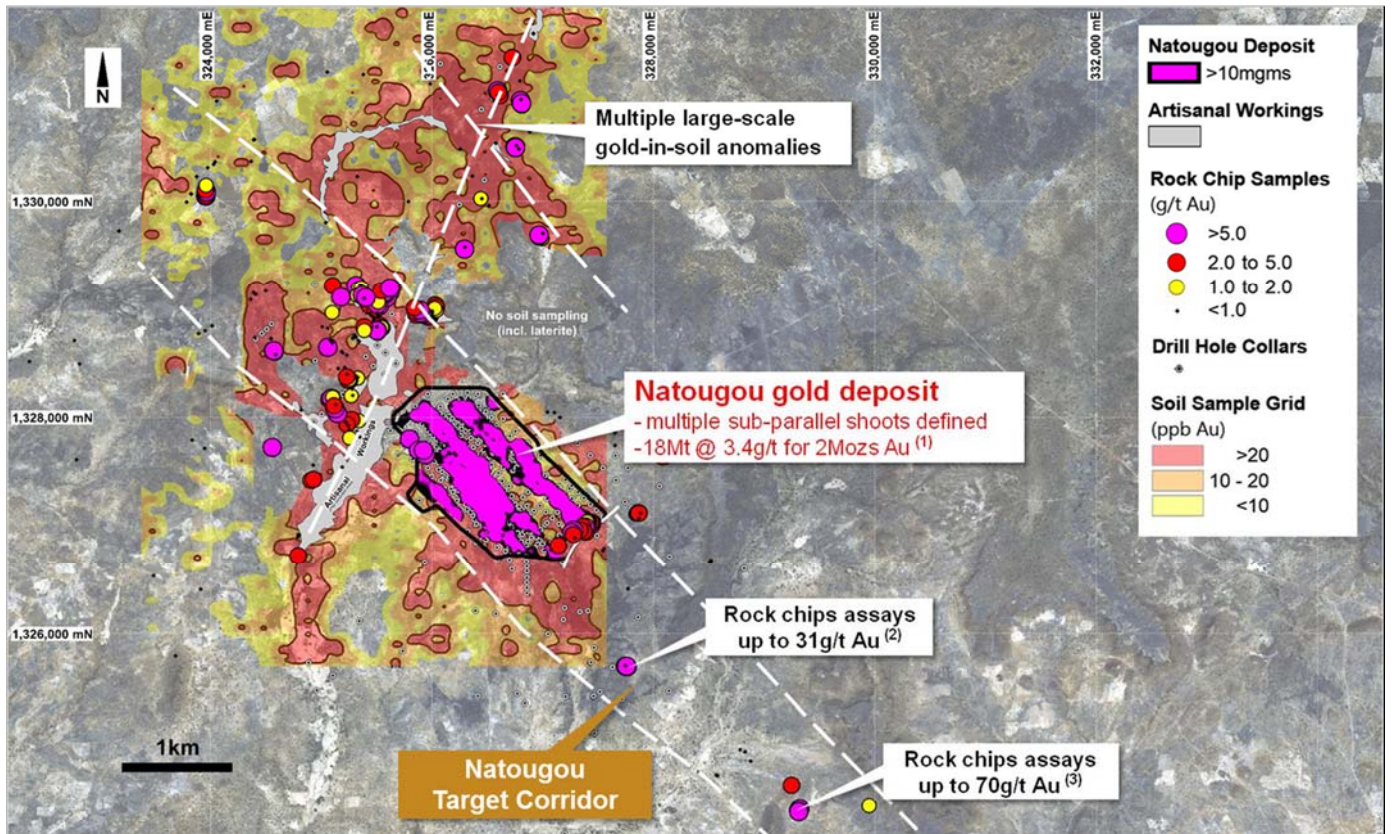 324,000 mE
326,000 mE
328,000 mE
330,000 mE
332,000 mE
N
1,330,000 mN
1,328,000 mN
1,326,000 mN
Multiple large-scale
gold-in-soil anomalies
No soil sampling
(incl. laterite)
Natougou gold deposit
- multiple sub-parallel shoots defined
-18Mt @ 3.4g/t for 2Mozs Au (1)
Artisanal
Workings
Rock chips assays
up to 31g/t Au (2)
Rock chips assays
up to 70g/t Au (3)
Natougou
Target Corridor
1km
Natougou Deposit
>10mgms
Artisanal Workings
Rock Chip Samples
(g/t Au)
>5.0
2.0 to 5.0
1.0 to 2.0
<1.0
Drill Hole Collars
Soil Sample Grid
(ppb Au)
>20
10 - 20
<10